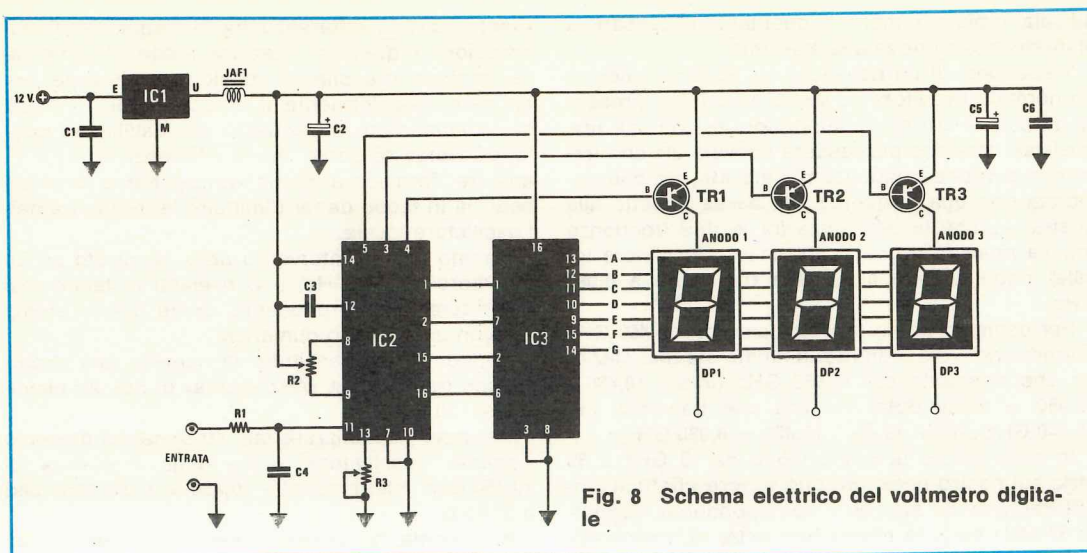 12 V.
E
IC1
U
M
JAF1
C1
C2
C5
C6
B
E
C
TR1
B
E
C
TR2
B
E
C
TR3
ANODO 1
ANODO 2
ANODO 3
5 3 4
14
12
8
9
11
13 7 10
1
2
15
16
IC2
C3
R2
R1
ENTRATA
C4
R3
16
1
7
2
6
IC3
3 8
13 A
12 B
11 C
10 D
9 E
15 F
14 G
DP1
DP2
DP3
Fig. 8 Schema elettrico del voltmetro digita-
le